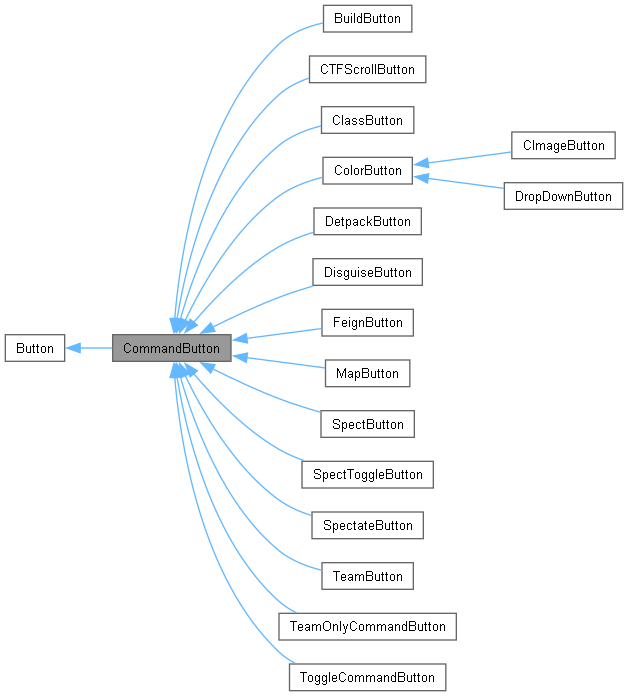 BuildButton
CTFScrollButton
ClassButton
CImageButton
ColorButton
DropDownButton
DetpackButton
DisguiseButton
FeignButton
Button
CommandButton
MapButton
SpectButton
SpectToggleButton
SpectateButton
TeamButton
TeamOnlyCommandButton
ToggleCommandButton